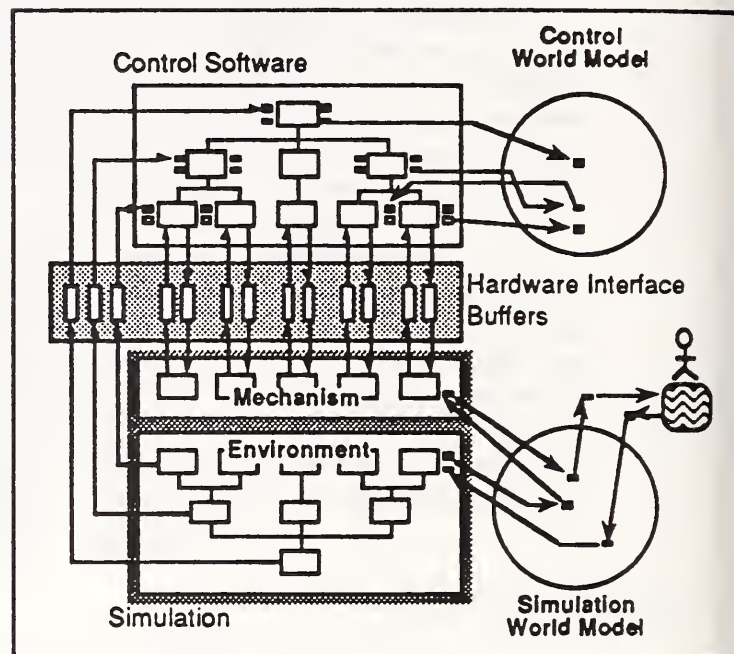 Control
World Model
Control Software
Hardware Interface
Buffers
Mechanism
Environment
Simulation
Simulation
World Model